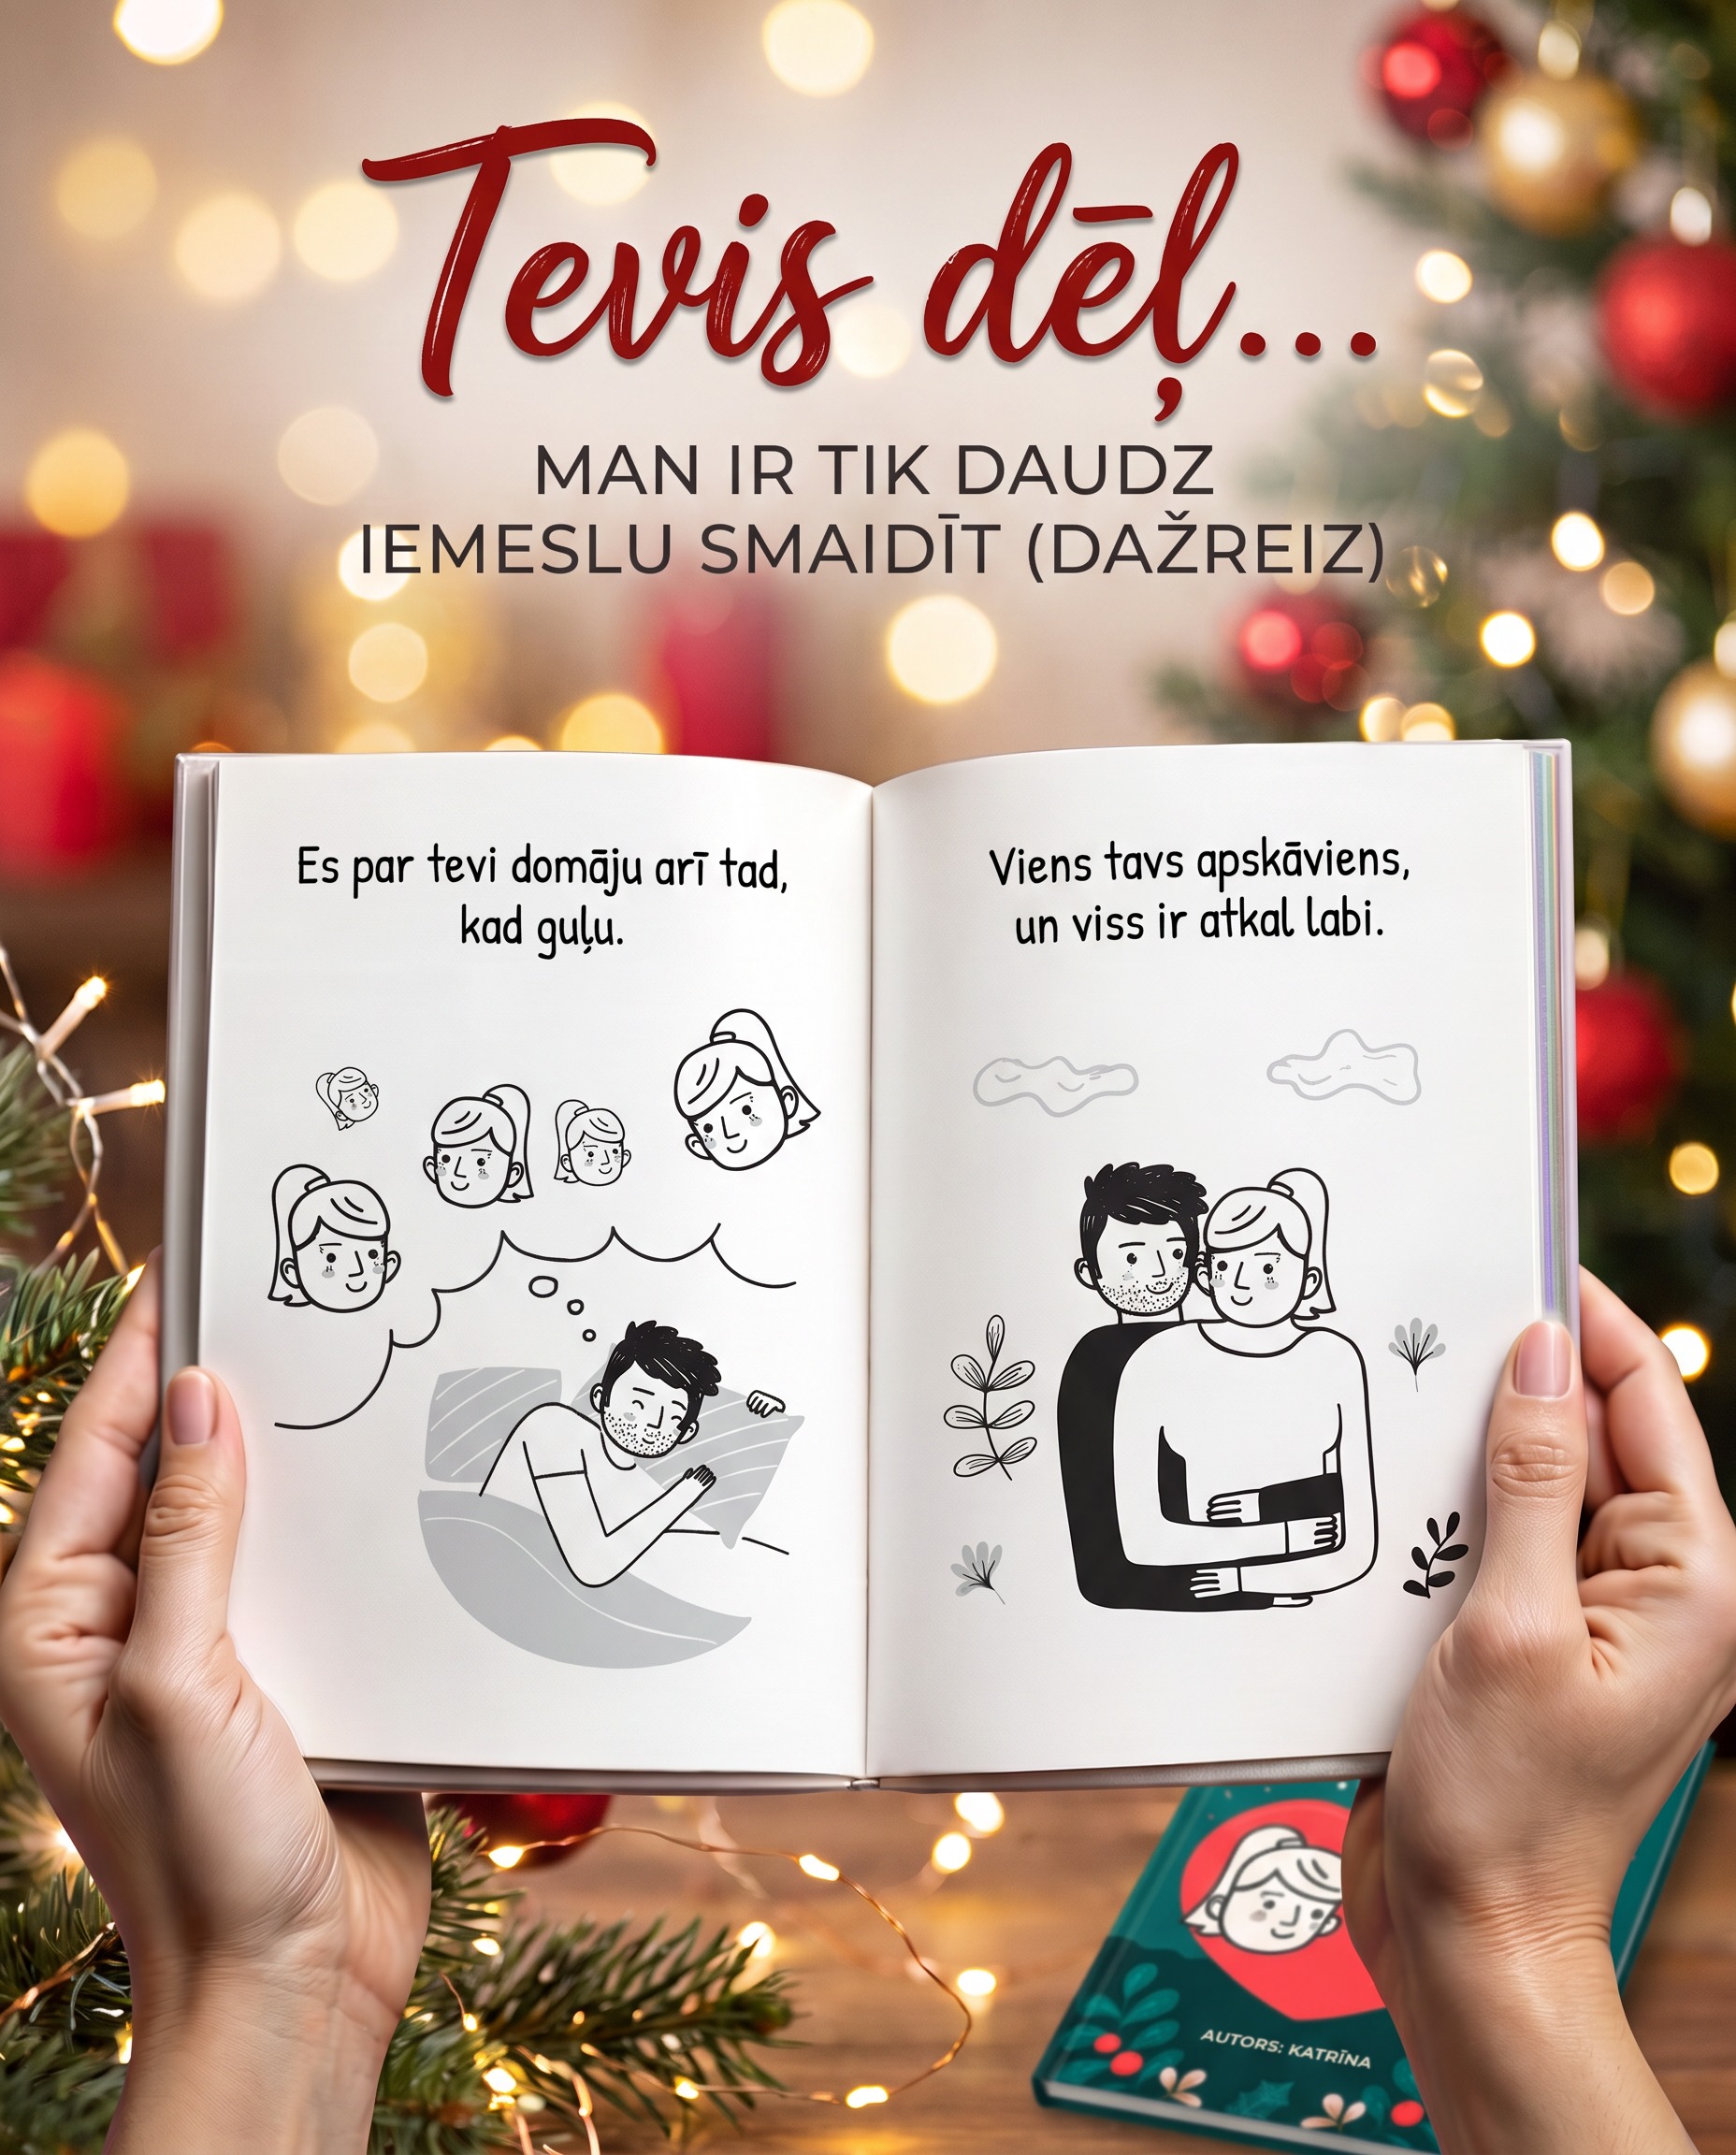 Tevis dēļ...
MAN IR TIK DAUDZ
IEMESLU SMAIDĪT (DAŽREIZ)
Es par tevi domāju arī tad,
kad guļu.
Viens tavs apskāviens,
un viss ir atkal labi.
AUTORS: KATRĪNA